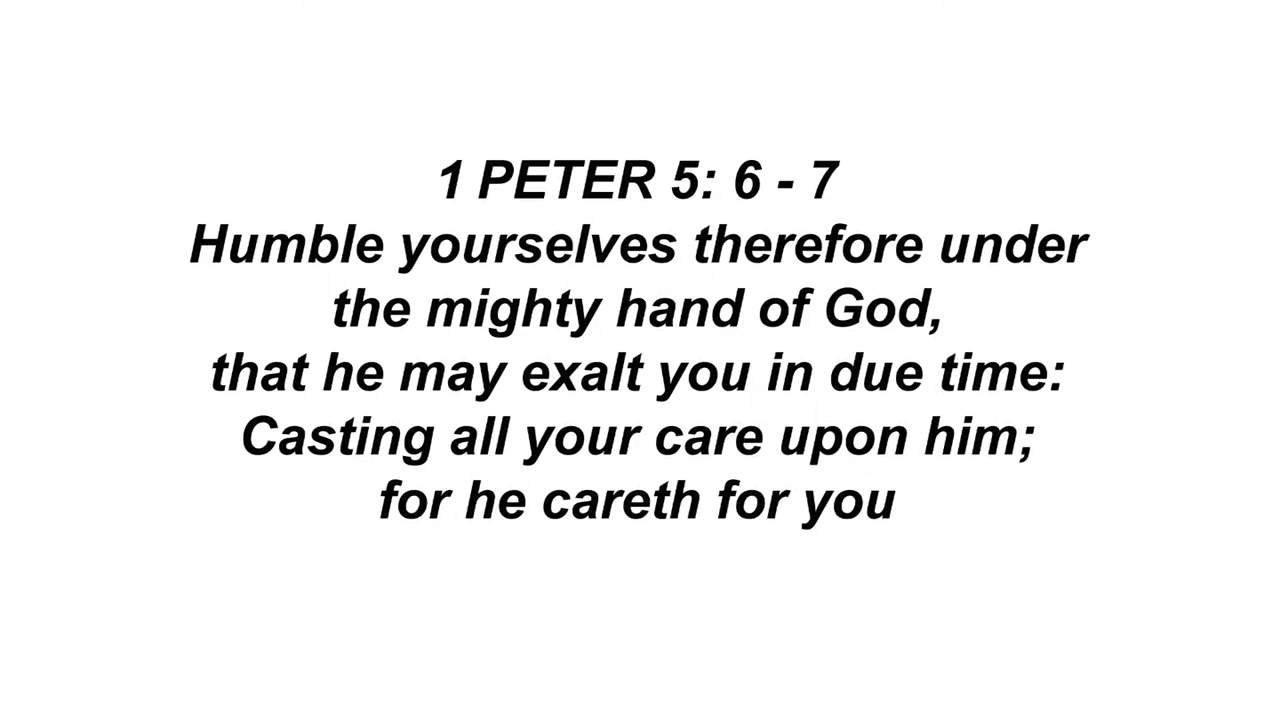 1 PETER 5: 6 - 7
Humble yourselves therefore under
the mighty hand of God,
that he may exalt you in due time:
Casting all your care upon him;
for he careth for you